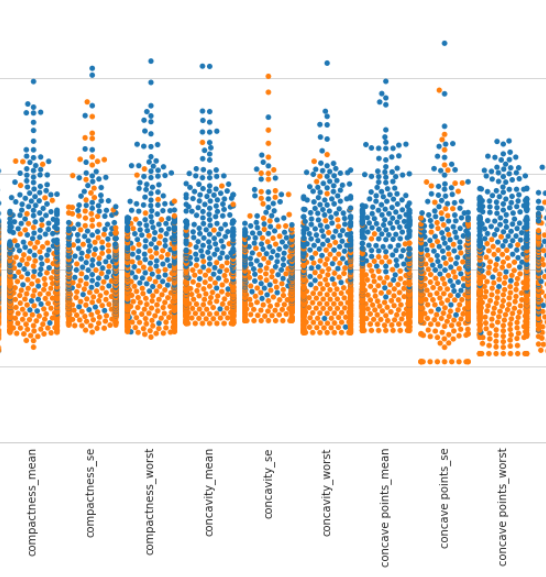 compactness_mean
compactness_se
compactness_worst
concavity_mean
concavity_se
concavity_worst
concave points_mean
concave points_se
concave points_worst